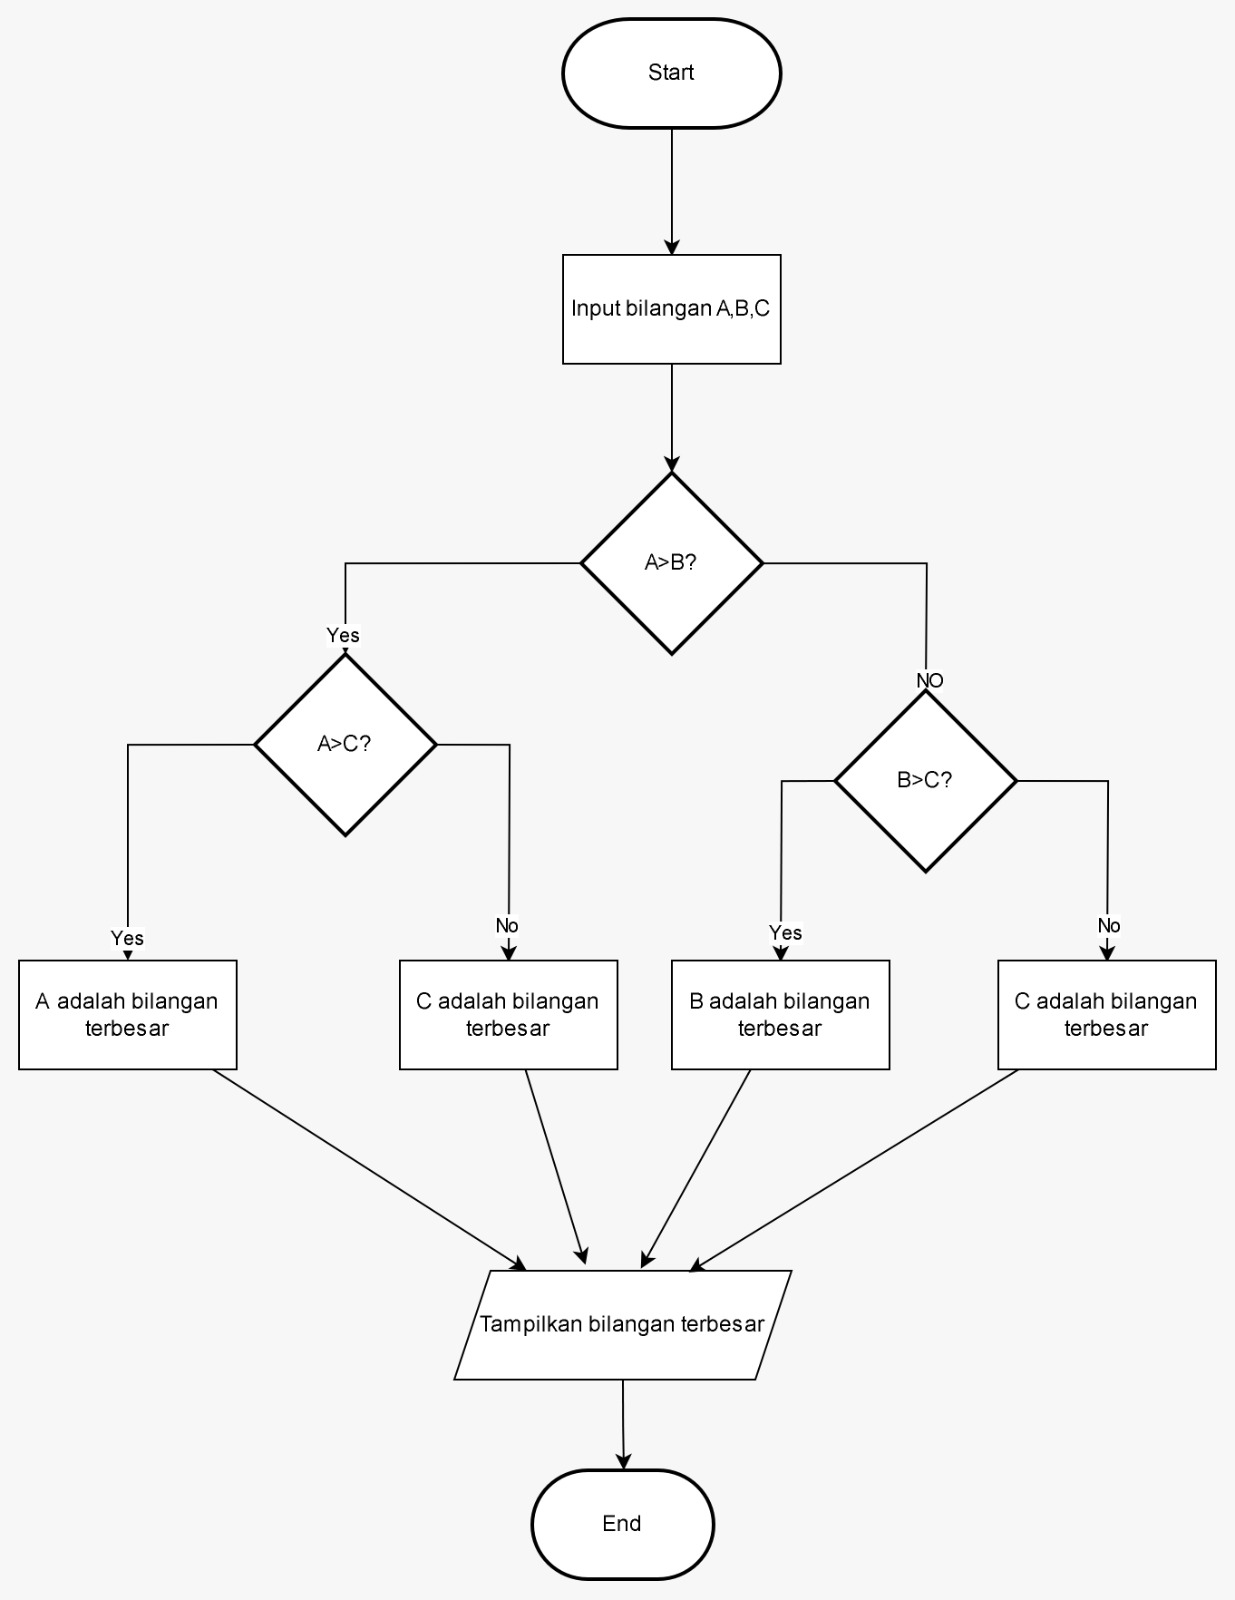 Start
Input bilangan A,B,C
A>B?
Yes
NO
A>C?
B>C?
Yes
No
Yes
No
A adalah bilangan
terbesar
C adalah bilangan
terbesar
B adalah bilangan
terbesar
C adalah bilangan
terbesar
Tampilkan bilangan terbesar
End